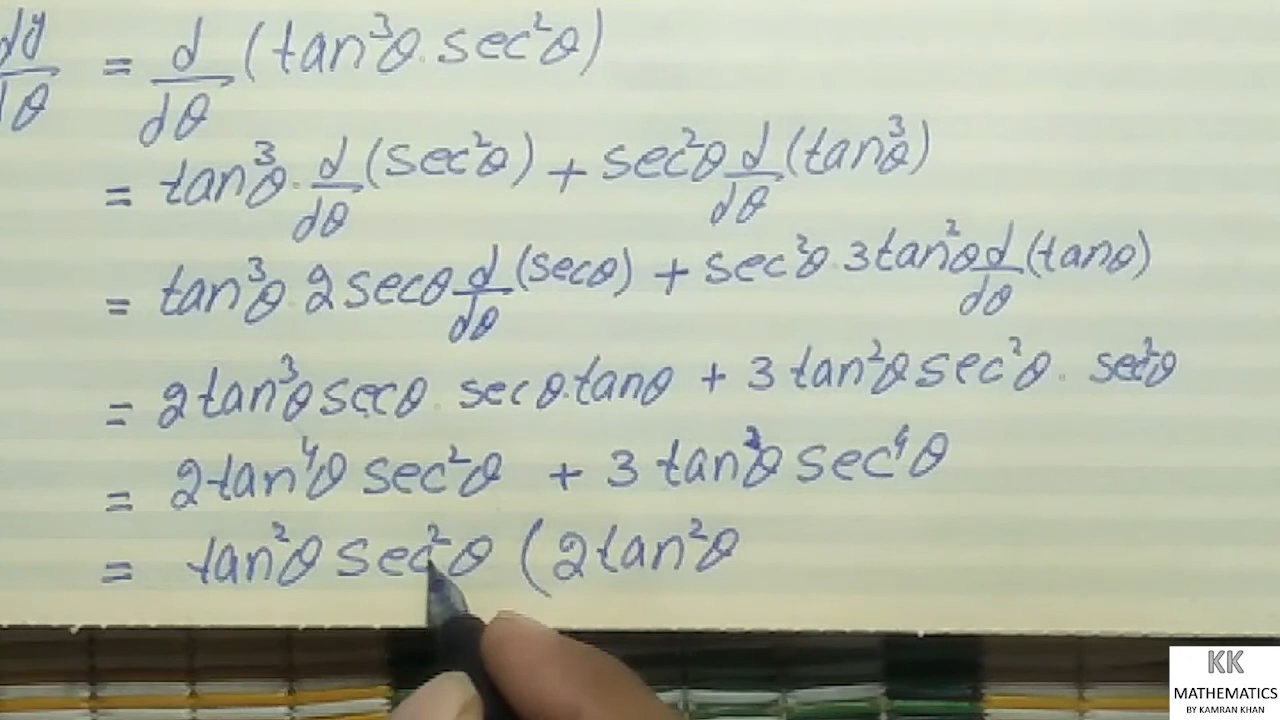 dy/dθ = d/dθ (tan³θ · sec²θ)
= tan³θ · d/dθ (sec²θ) + sec²θ d/dθ (tan³θ)
= tan³θ · 2 secθ d/dθ (secθ) + sec²θ · 3tan²θ d/dθ (tanθ)
= 2tan³θ secθ · secθ · tanθ + 3 tan²θ sec²θ · sec²θ
= 2tan⁴θ sec²θ + 3 tan²θ sec⁴θ
= tan²θ sec²θ (2tan²θ
KK
MATHEMATICS
BY KAMRAN KHAN